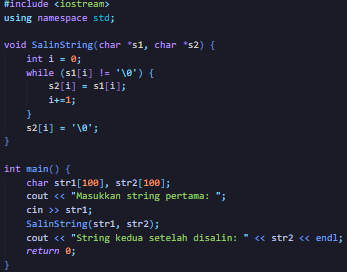 #include <iostream>
using namespace std;

void SalinString(char *s1, char *s2) {
    int i = 0;
    while (s1[i] != '\0') {
        s2[i] = s1[i];
        i+=1;
    }
    s2[i] = '\0';
}

int main() {
    char str1[100], str2[100];
    cout << "Masukkan string pertama: ";
    cin >> str1;
    SalinString(str1, str2);
    cout << "String kedua setelah disalin: " << str2 << endl;
    return 0;
}